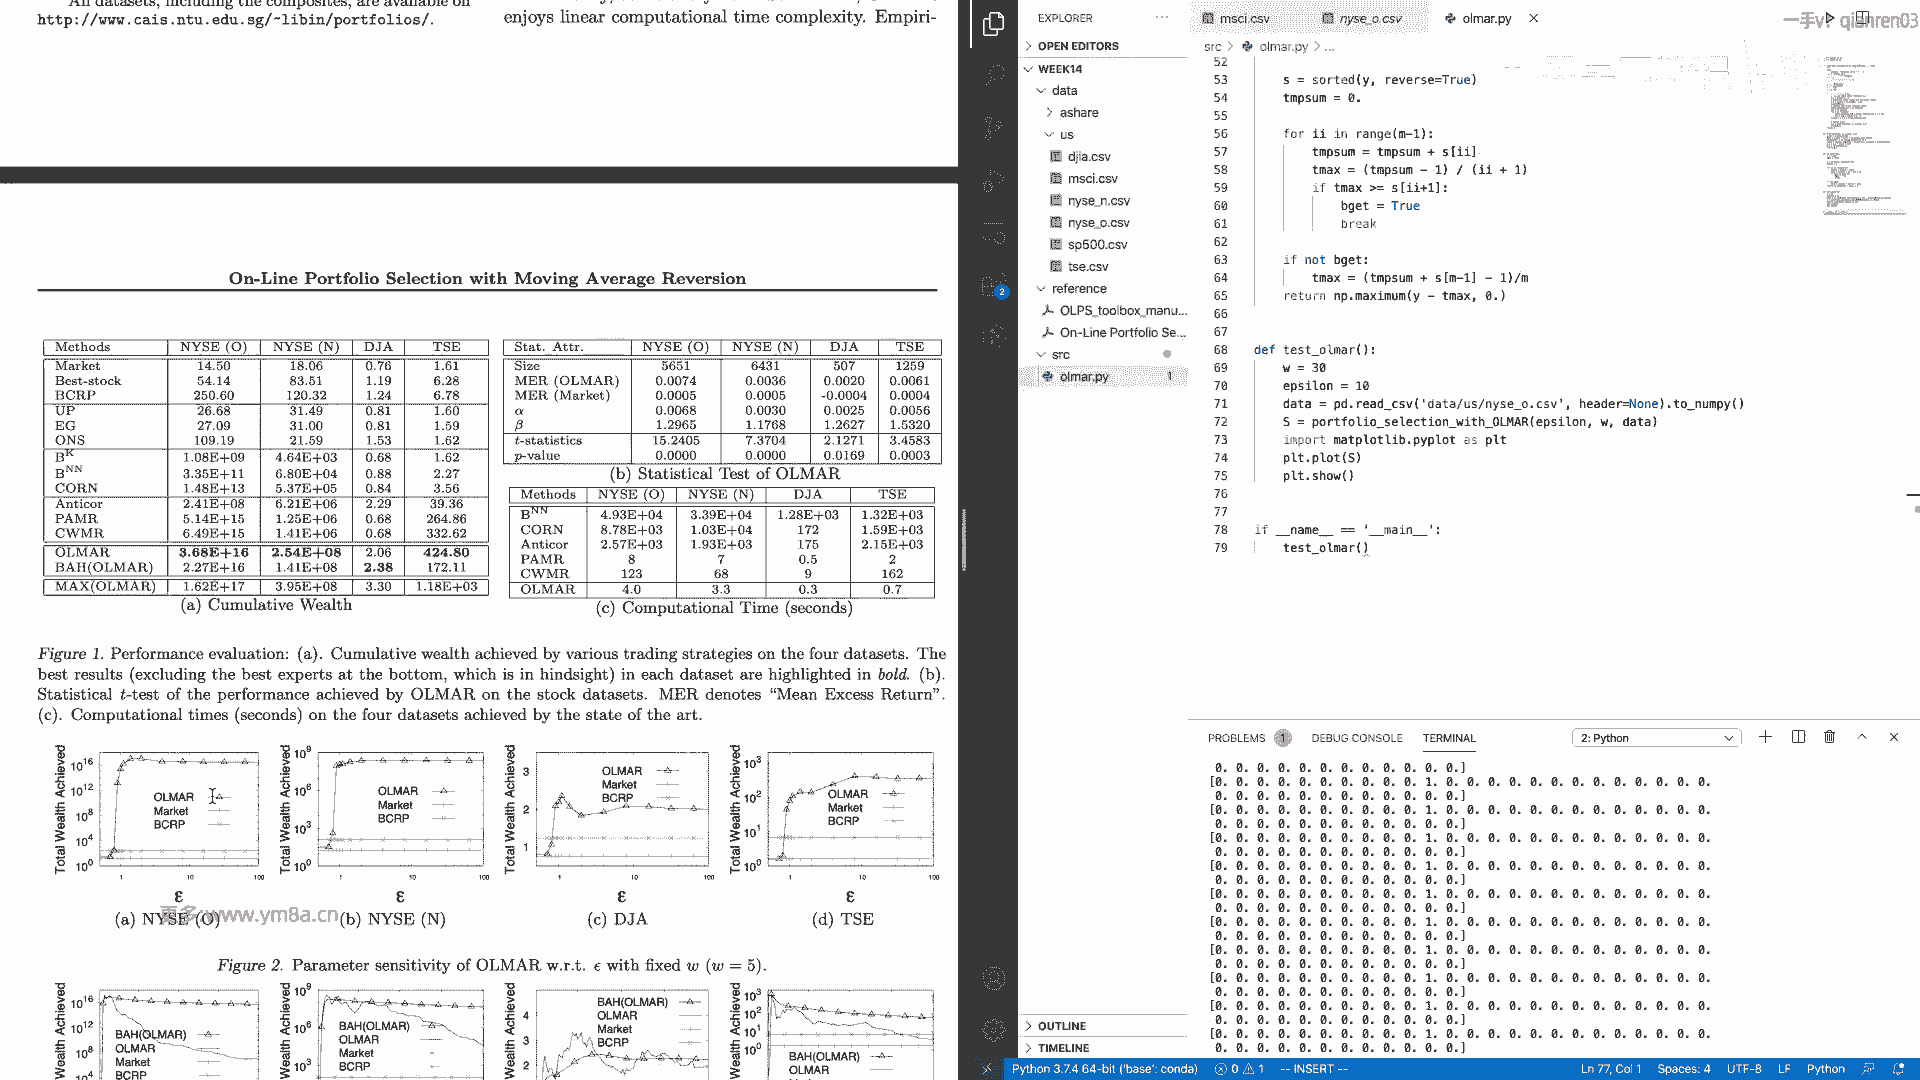 All datasets, including the composites, are available on
http://www.cais.ntu.edu.sg/~libin/portfolios/.
enjoys linear computational time complexity. Empiri-
On-Line Portfolio Selection with Moving Average Reversion
Methods NYSE (O) NYSE (N) DJA TSE
Market 14.50 18.06 0.76 1.61
Best-stock 54.14 83.51 1.19 6.28
BCRP 250.60 120.32 1.24 6.78
UP 26.68 31.49 0.81 1.60
EG 27.09 31.00 0.81 1.59
ONS 109.19 21.59 1.53 1.62
B^K 1.08E+09 4.64E+03 0.68 1.62
B^NN 3.35E+11 6.80E+04 0.88 2.27
CORN 1.48E+13 5.37E+05 0.84 3.56
Anticor 2.41E+08 6.21E+06 2.29 39.36
PAMR 5.14E+15 1.25E+06 0.68 264.86
CWMR 6.49E+15 1.41E+06 0.68 332.62
OLMAR 3.68E+16 2.54E+08 2.06 424.80
BAH(OLMAR) 2.27E+16 1.41E+08 2.38 172.11
MAX(OLMAR) 1.62E+17 3.95E+08 3.30 1.18E+03
(a) Cumulative Wealth
Stat. Attr. NYSE (O) NYSE (N) DJA TSE
Size 5651 6431 507 1259
MER (OLMAR) 0.0074 0.0036 0.0020 0.0061
MER (Market) 0.0005 0.0005 -0.0004 0.0004
α 0.0068 0.0030 0.0025 0.0056
β 1.2965 1.1768 1.2627 1.5320
t-statistics 15.2405 7.3704 2.1271 3.4583
p-value 0.0000 0.0000 0.0169 0.0003
(b) Statistical Test of OLMAR
Methods NYSE (O) NYSE (N) DJA TSE
B^NN 4.93E+04 3.39E+04 1.28E+03 1.32E+03
CORN 8.78E+03 1.03E+04 172 1.59E+03
Anticor 2.57E+03 1.93E+03 175 2.15E+03
PAMR 8 7 0.5 2
CWMR 123 68 9 162
OLMAR 4.0 3.3 0.3 0.7
(c) Computational Time (seconds)
Figure 1. Performance evaluation: (a). Cumulative wealth achieved by various trading strategies on the four datasets. The
best results (excluding the best experts at the bottom, which is in hindsight) in each dataset are highlighted in bold. (b).
Statistical t-test of the performance achieved by OLMAR on the stock datasets. MER denotes “Mean Excess Return”.
(c). Computational times (seconds) on the four datasets achieved by the state of the art.
Total Wealth Achieved
10^16
10^12
10^8
10^4
10^0
OLMAR
Market
BCRP
1 10 100
ε
(a) NYSE (O)
Total Wealth Achieved
10^9
10^6
10^3
10^0
OLMAR
Market
BCRP
1 10 100
ε
(b) NYSE (N)
Total Wealth Achieved
3
2
1
OLMAR
Market
BCRP
1 10 100
ε
(c) DJA
Total Wealth Achieved
10^3
10^2
10^1
10^0
OLMAR
Market
BCRP
1 10 100
ε
(d) TSE
更多:www.ym8a.cn
Figure 2. Parameter sensitivity of OLMAR w.r.t. ϵ with fixed w (w = 5).
Wealth Achieved
10^16
10^12
10^8
10^4
BAH(OLMAR)
OLMAR
Market
BCRP
Wealth Achieved
10^9
10^6
10^3
BAH(OLMAR)
OLMAR
Market
BCRP
Wealth Achieved
4
3
2
BAH(OLMAR)
OLMAR
Market
BCRP
Wealth Achieved
10^3
10^2
10^1
10^0
BAH(OLMAR)
OLMAR
2
EXPLORER ···
OPEN EDITORS
WEEK14
data
ashare
us
djia.csv
msci.csv
nyse_n.csv
nyse_o.csv
sp500.csv
tse.csv
reference
OLPS_toolbox_manu...
On-Line Portfolio Se...
src
olmar.py 1
OUTLINE
TIMELINE
msci.csv nyse_o.csv olmar.py
一手v: qianren03
src > olmar.py > ...
52
53 s = sorted(y, reverse=True)
54 tmpsum = 0.
55
56 for ii in range(m-1):
57 tmpsum = tmpsum + s[ii]
58 tmax = (tmpsum - 1) / (ii + 1)
59 if tmax >= s[ii+1]:
60 bget = True
61 break
62
63 if not bget:
64 tmax = (tmpsum + s[m-1] - 1)/m
65 return np.maximum(y - tmax, 0.)
66
67
68 def test_olmar():
69 w = 30
70 epsilon = 10
71 data = pd.read_csv('data/us/nyse_o.csv', header=None).to_numpy()
72 S = portfolio_selection_with_OLMAR(epsilon, w, data)
73 import matplotlib.pyplot as plt
74 plt.plot(S)
75 plt.show()
76
77
78 if __name__ == '__main__':
79 test_olmar()
PROBLEMS 1 DEBUG CONSOLE TERMINAL 2: Python
0. 0. 0. 0. 0. 0. 0. 0. 0. 0. 0. 0.]
[0. 0. 0. 0. 0. 0. 0. 0. 0. 0. 1. 0. 0. 0. 0. 0. 0. 0. 0. 0. 0. 0. 0. 0.
0. 0. 0. 0. 0. 0. 0. 0. 0. 0. 0. 0.]
[0. 0. 0. 0. 0. 0. 0. 0. 0. 0. 1. 0. 0. 0. 0. 0. 0. 0. 0. 0. 0. 0. 0. 0.
0. 0. 0. 0. 0. 0. 0. 0. 0. 0. 0. 0.]
[0. 0. 0. 0. 0. 0. 0. 0. 0. 0. 1. 0. 0. 0. 0. 0. 0. 0. 0. 0. 0. 0. 0. 0.
0. 0. 0. 0. 0. 0. 0. 0. 0. 0. 0. 0.]
[0. 0. 0. 0. 0. 0. 0. 0. 0. 0. 1. 0. 0. 0. 0. 0. 0. 0. 0. 0. 0. 0. 0. 0.
0. 0. 0. 0. 0. 0. 0. 0. 0. 0. 0. 0.]
[0. 0. 0. 0. 0. 0. 0. 0. 0. 0. 1. 0. 0. 0. 0. 0. 0. 0. 0. 0. 0. 0. 0. 0.
0. 0. 0. 0. 0. 0. 0. 0. 0. 0. 0. 0.]
[0. 0. 0. 0. 0. 0. 0. 0. 0. 0. 1. 0. 0. 0. 0. 0. 0. 0. 0. 0. 0. 0. 0. 0.
0. 0. 0. 0. 0. 0. 0. 0. 0. 0. 0. 0.]
[0. 0. 0. 0. 0. 0. 0. 0. 0. 0. 1. 0. 0. 0. 0. 0. 0. 0. 0. 0. 0. 0. 0. 0.
0. 0. 0. 0. 0. 0. 0. 0. 0. 0. 0. 0.]
[0. 0. 0. 0. 0. 0. 0. 0. 0. 0. 1. 0. 0. 0. 0. 0. 0. 0. 0. 0. 0. 0. 0. 0.
0. 0. 0. 0. 0. 0. 0. 0. 0. 0. 0. 0.]
[0. 0. 0. 0. 0. 0. 0. 0. 0. 0. 1. 0. 0. 0. 0. 0. 0. 0. 0. 0. 0. 0. 0. 0.
0. 0. 0. 0. 0. 0. 0. 0. 0. 0. 0. 0.]
[0. 0. 0. 0. 0. 0. 0. 0. 0. 0. 1. 0. 0. 0. 0. 0. 0. 0. 0. 0. 0. 0. 0. 0.
0. 0. 0. 0. 0. 0. 0. 0. 0. 0. 0. 0.]
Python 3.7.4 64-bit ('base': conda) 0 1 -- INSERT -- Ln 77, Col 1 Spaces: 4 UTF-8 LF Python